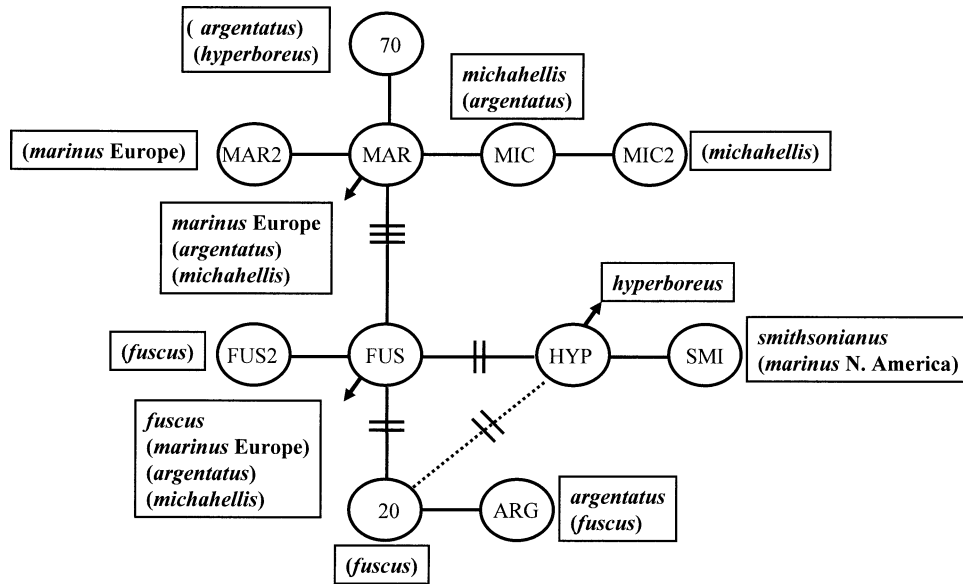 ( argentatus)
(hyperboreus)
70
michahellis
(argentatus)
(marinus Europe)
MAR2
MAR
MIC
MIC2
(michahellis)
marinus Europe
(argentatus)
(michahellis)
hyperboreus
(fuscus)
FUS2
FUS
HYP
SMI
smithsonianus
(marinus N. America)
fuscus
(marinus Europe)
(argentatus)
(michahellis)
20
ARG
argentatus
(fuscus)
(fuscus)